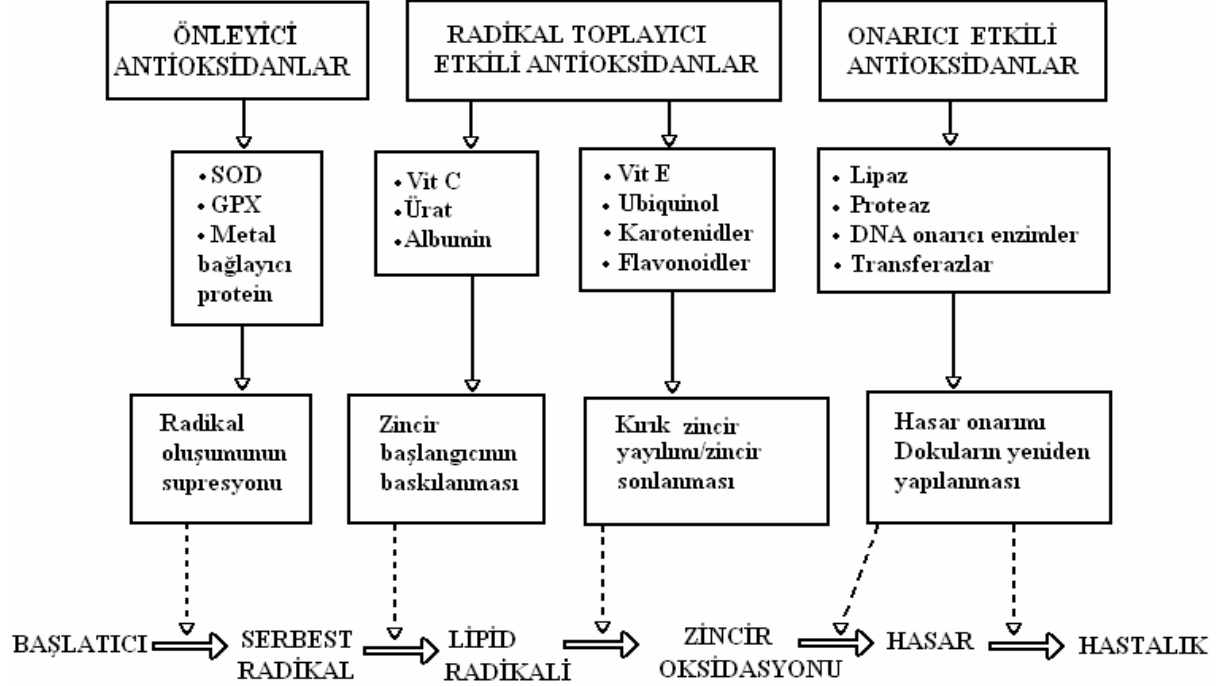 ÖNLEYİCİ
ANTİOKSİDANLAR
RADİKAL TOPLAYICI
ETKİLİ ANTİOKSİDANLAR
ONARICI ETKİLİ
ANTİOKSİDANLAR
• SOD
• GPX
• Metal
bağlayıcı
protein
• Vit C
• Ürat
• Albumin
• Vit E
• Ubiquinol
• Karotenidler
• Flavonoidler
• Lipaz
• Proteaz
• DNA onarıcı enzimler
• Transferazlar
Radikal
oluşumunun
supresyonu
Zincir
başlangıcının
baskılanması
Kırık zincir
yayılımı/zincir
sonlanması
Hasar onarımı
Dokuların yeniden
yapılanması
BAŞLATICI
SERBEST
RADİKAL
LİPİD
RADİKALİ
ZİNCİR
OKSİDASYONU
HASAR
HASTALIK